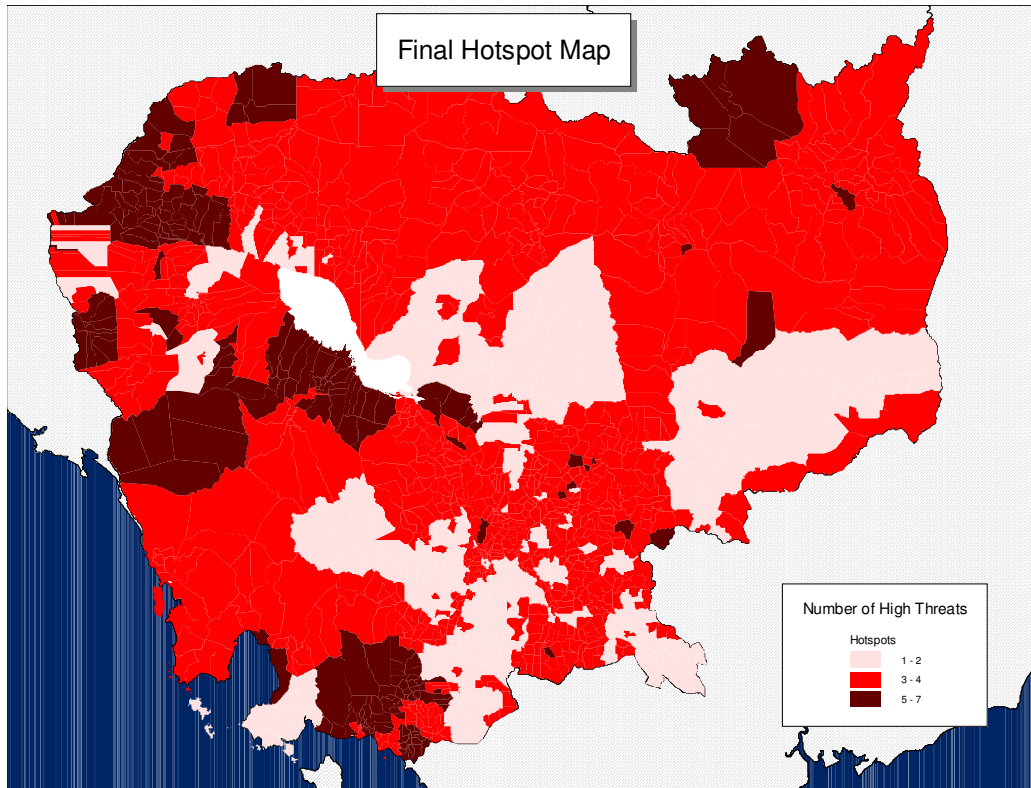 Final Hotspot Map
Number of High Threats
Hotspots
1 - 2
3 - 4
5 - 7